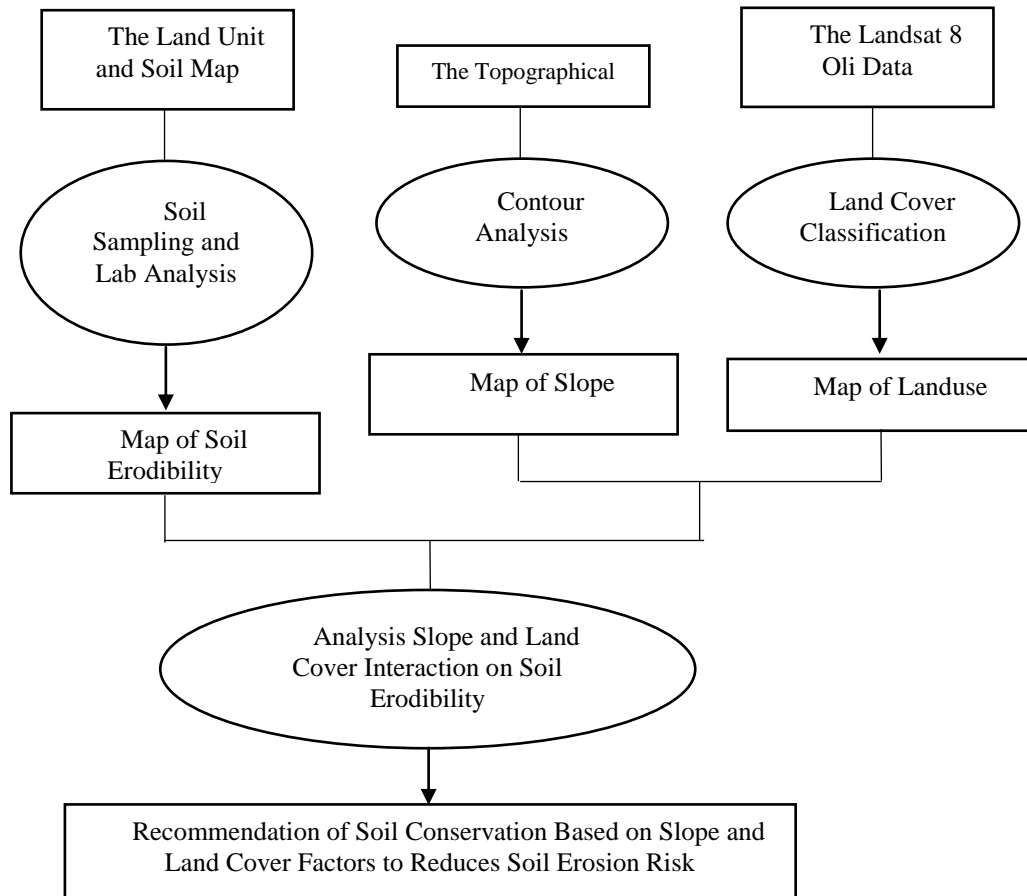 The Land Unit
and Soil Map
The Topographical
The Landsat 8
Oli Data
Soil
Sampling and
Lab Analysis
Contour
Analysis
Land Cover
Classification
Map of Soil
Erodibility
Map of Slope
Map of Landuse
Analysis Slope and Land
Cover Interaction on Soil
Erodibility
Recommendation of Soil Conservation Based on Slope and
Land Cover Factors to Reduces Soil Erosion Risk